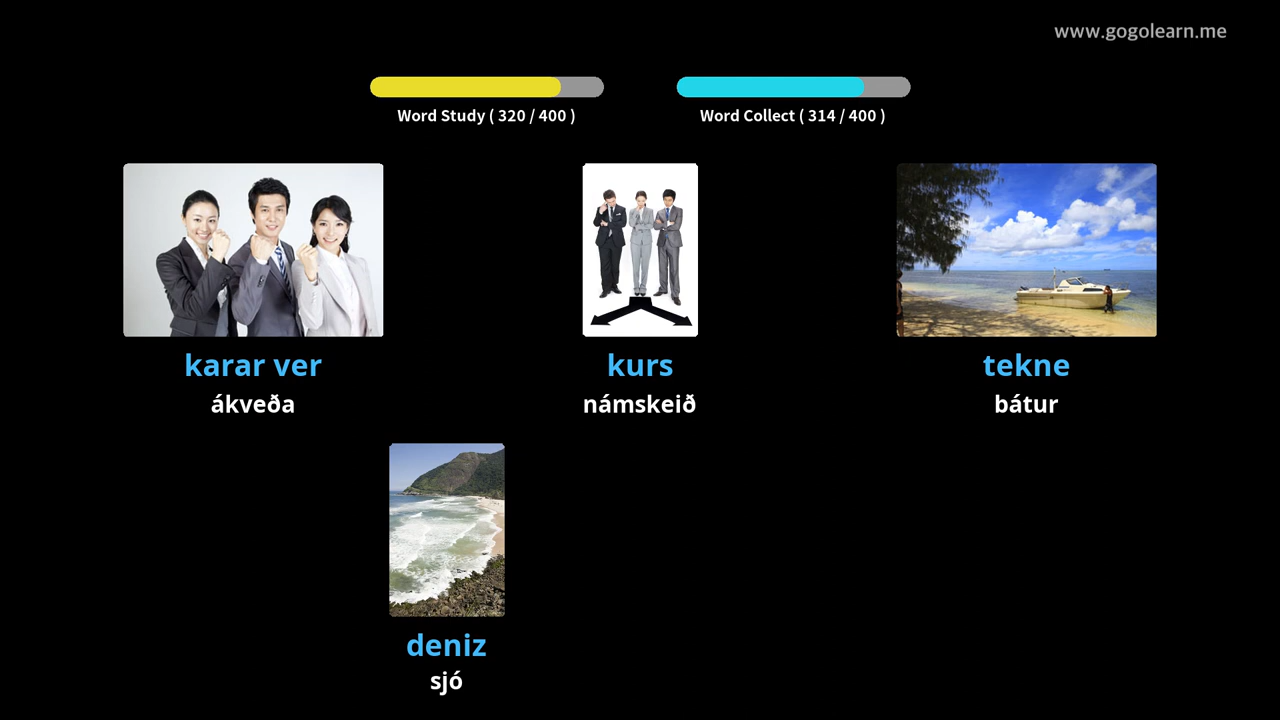 www.gogolearn.me
Word Study ( 320 / 400 )
Word Collect ( 314 / 400 )
karar ver
ákveða
kurs
námskeið
tekne
bátur
deniz
sjó